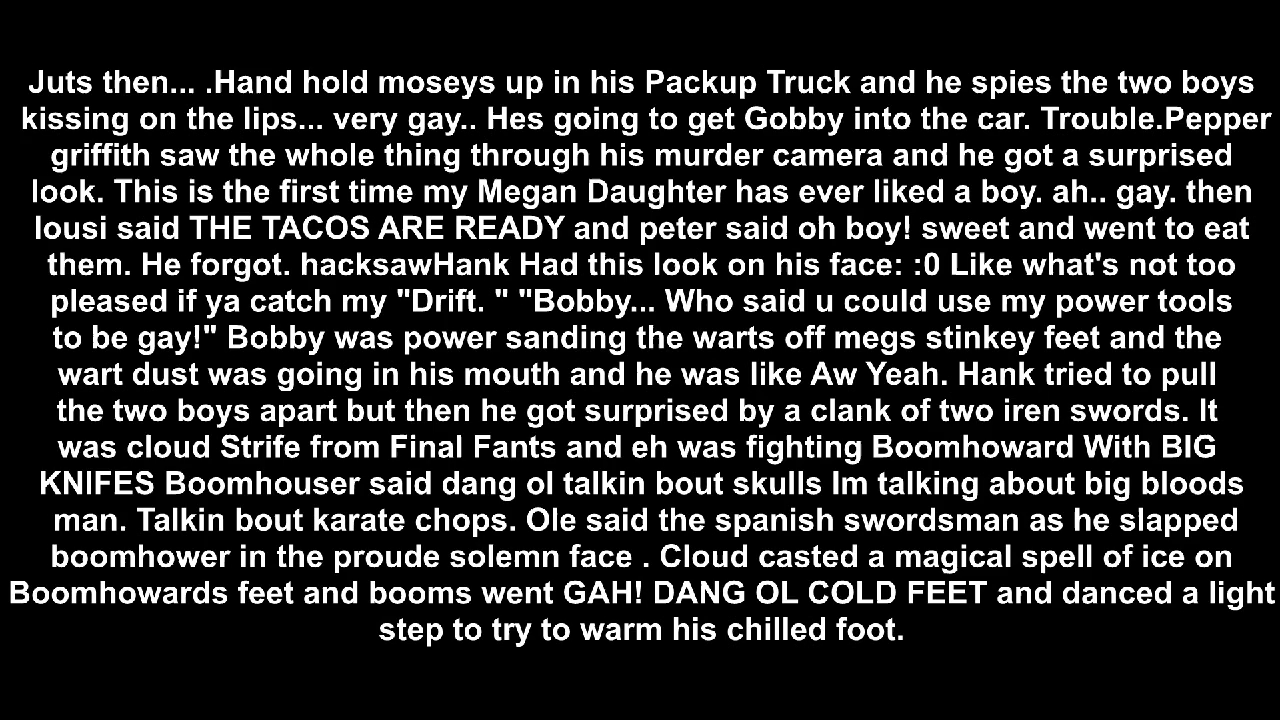 Juts then... .Hand hold moseys up in his Packup Truck and he spies the two boys
kissing on the lips... very gay.. Hes going to get Gobby into the car. Trouble.Pepper
griffith saw the whole thing through his murder camera and he got a surprised
look. This is the first time my Megan Daughter has ever liked a boy. ah.. gay. then
lousi said THE TACOS ARE READY and peter said oh boy! sweet and went to eat
them. He forgot. hacksawHank Had this look on his face: :0 Like what's not too
pleased if ya catch my "Drift. " "Bobby... Who said u could use my power tools
to be gay!" Bobby was power sanding the warts off megs stinkey feet and the
wart dust was going in his mouth and he was like Aw Yeah. Hank tried to pull
the two boys apart but then he got surprised by a clank of two iren swords. It
was cloud Strife from Final Fants and eh was fighting Boomhoward With BIG
KNIFES Boomhouser said dang ol talkin bout skulls Im talking about big bloods
man. Talkin bout karate chops. Ole said the spanish swordsman as he slapped
boomhower in the proude solemn face . Cloud casted a magical spell of ice on
Boomhowards feet and booms went GAH! DANG OL COLD FEET and danced a light
step to try to warm his chilled foot.